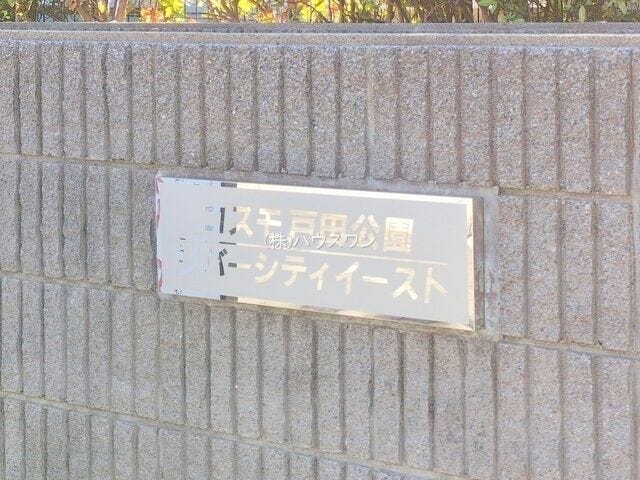 スモ戸田公園
(株)ハウスワン
ーシティイースト